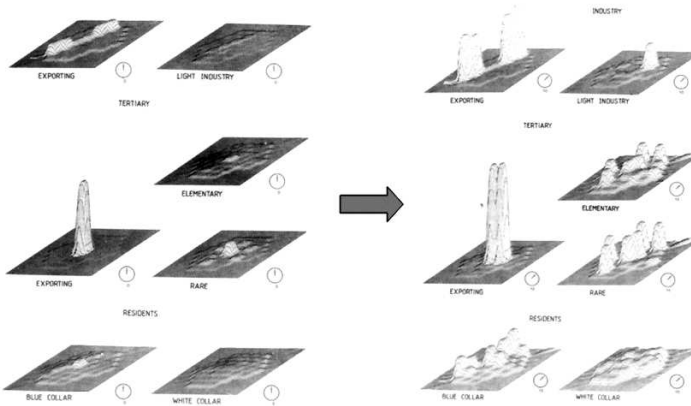 INDUSTRY
EXPORTING
LIGHT INDUSTRY
EXPORTING
LIGHT INDUSTRY
TERTIARY
TERTIARY
ELEMENTARY
ELEMENTARY
EXPORTING
RARE
EXPORTING
RARE
RESIDENTS
RESIDENTS
BLUE COLLAR
WHITE COLLAR
BLUE COLLAR
WHITE COLLAR